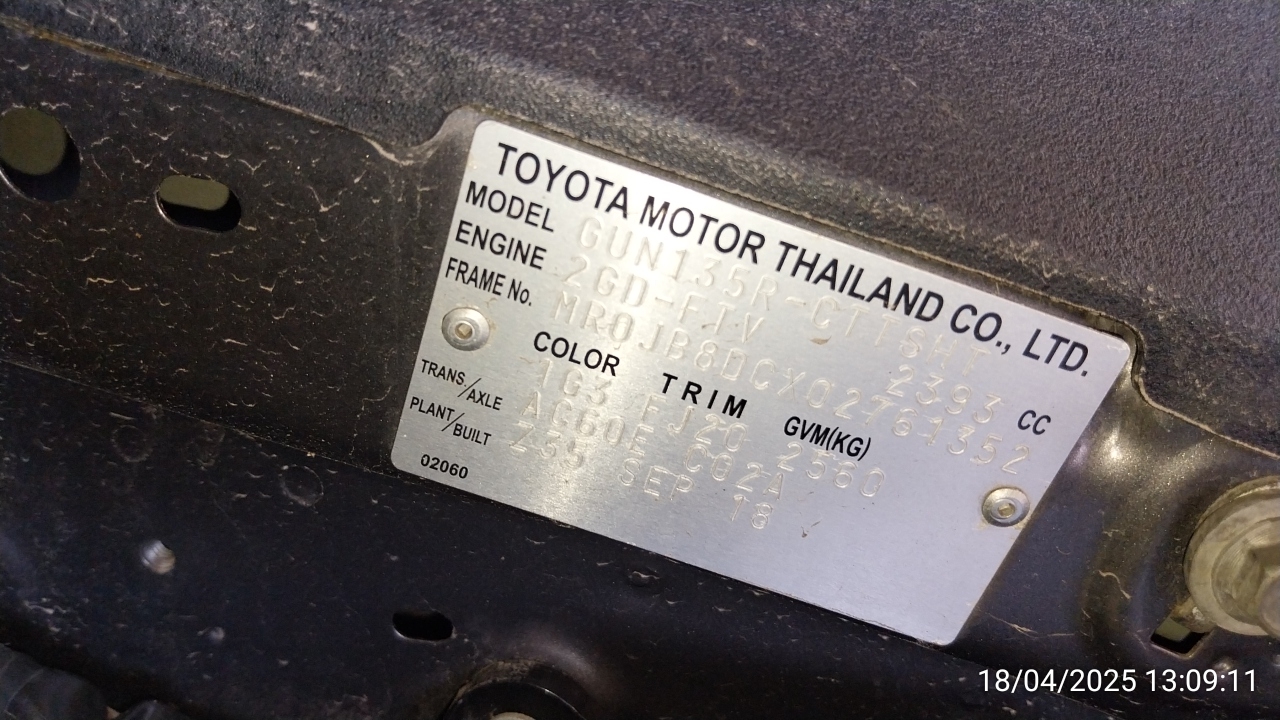 TOYOTA MOTOR THAILAND CO., LTD.
MODEL GUN135R-CTTSHT
ENGINE 2GD-FTV 2393 CC
FRAME No. MR0JB8DCX02761352
COLOR TRIM GVM(KG)
1G3 FJ20 2580
TRANS/AXLE AC60E CG2A
PLANT/BUILT Z35 SEP 18
02060
18/04/2025 13:09:11